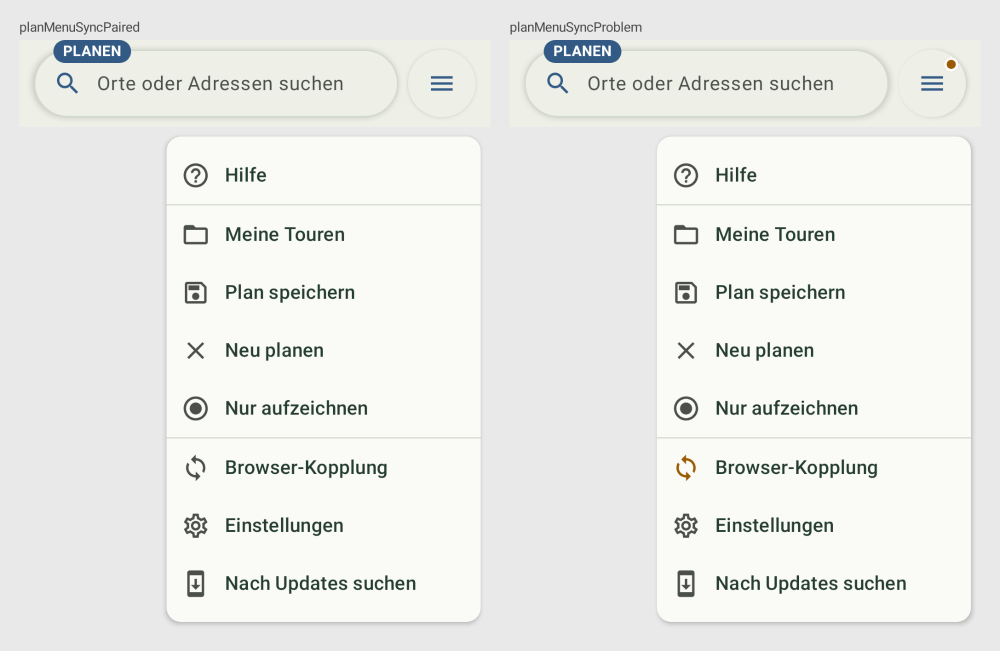 planMenuSyncPaired
PLANEN
Orte oder Adressen suchen
Hilfe
Meine Touren
Plan speichern
Neu planen
Nur aufzeichnen
Browser-Kopplung
Einstellungen
Nach Updates suchen
planMenuSyncProblem
PLANEN
Orte oder Adressen suchen
Hilfe
Meine Touren
Plan speichern
Neu planen
Nur aufzeichnen
Browser-Kopplung
Einstellungen
Nach Updates suchen